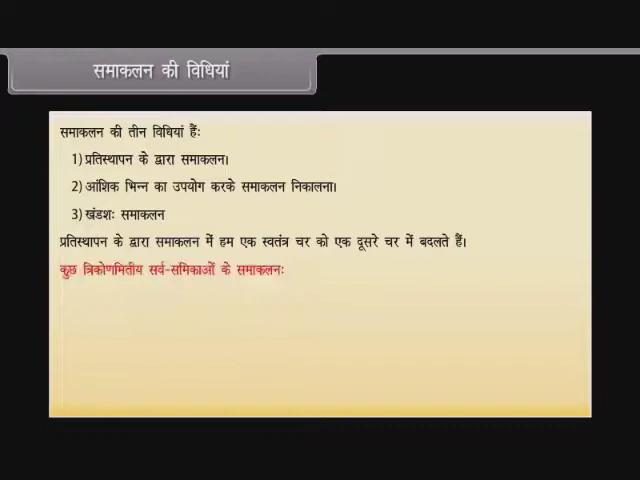 समाकलन की विधियां
समाकलन की तीन विधियां हैंः
1) प्रतिस्थापन के द्वारा समाकलन।
2) आंशिक भिन्न का उपयोग करके समाकलन निकालना।
3) खंडशः समाकलन
प्रतिस्थापन के द्वारा समाकलन में हम एक स्वतंत्र चर को एक दूसरे चर में बदलते हैं।
कुछ त्रिकोणमितीय सर्व-समिकाओं के समाकलनः